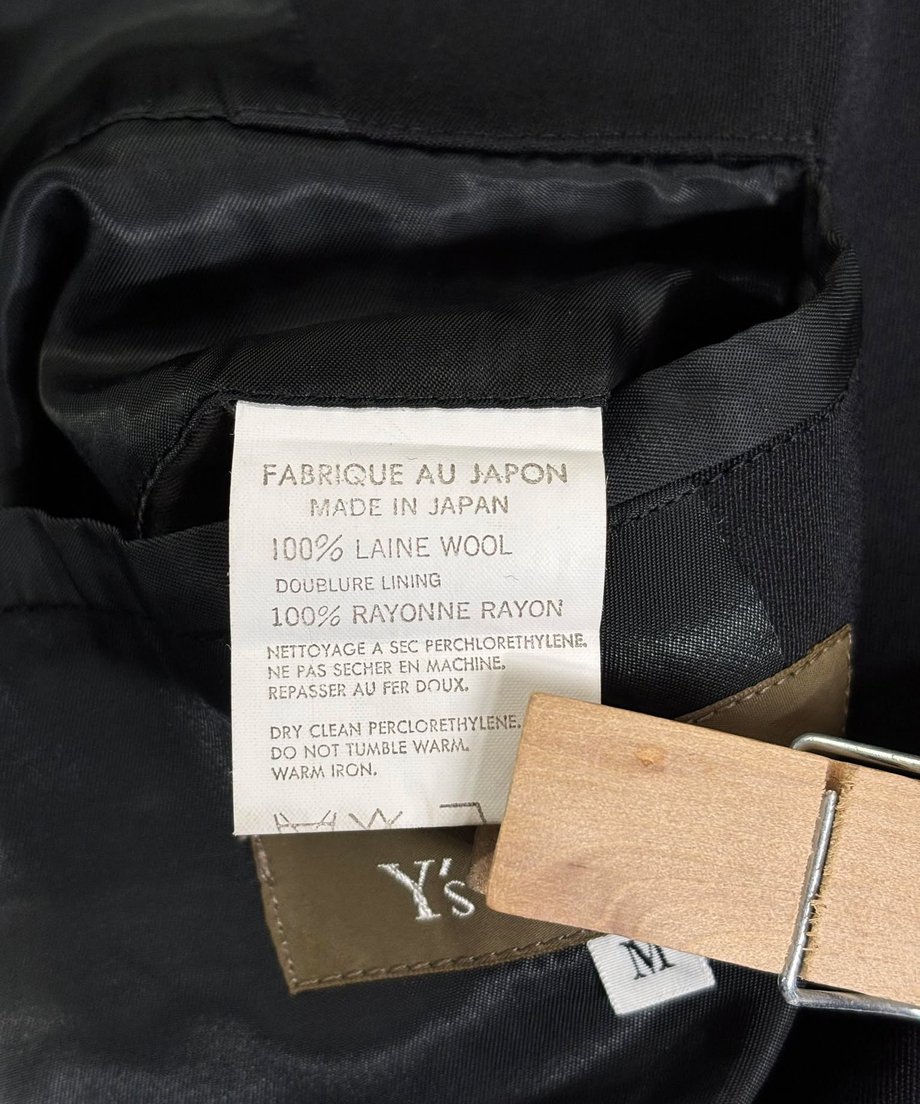 FABRIQUE AU JAPON
MADE IN JAPAN
100% LAINE WOOL
DOUBLURE LINING
100% RAYONNE RAYON
NETTOYAGE A SEC PERCHLORETHYLENE.
NE PAS SECHER EN MACHINE.
REPASSER AU FER DOUX.
DRY CLEAN PERCLORETHYLENE.
DO NOT TUMBLE WARM.
WARM IRON.
Y's
M